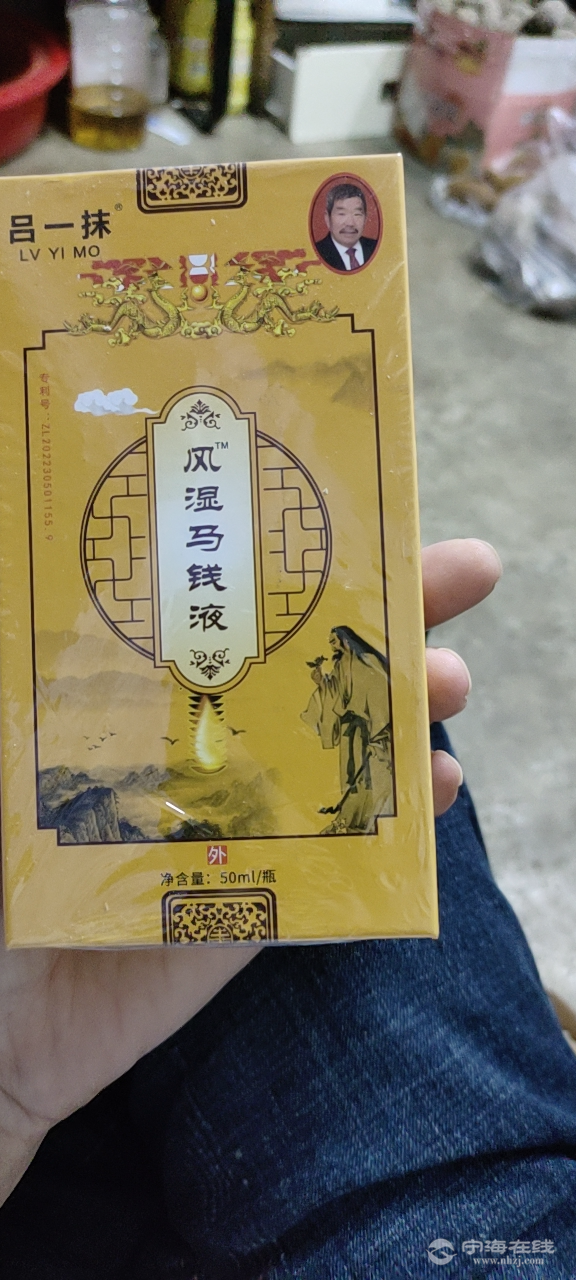 吕一抹®
LV YI MO
专利号:ZL202230501155.9
风湿马钱液™
外
净含量：50ml/瓶
宁海在线
www.nhzj.com